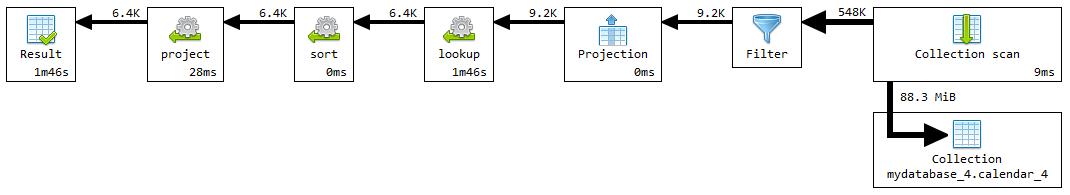 6.4K
6.4K
6.4K
9.2K
9.2K
548K
Result
1m46s
project
28ms
sort
0ms
lookup
1m46s
Projection
0ms
Filter
Collection scan
9ms
88.3 MiB
Collection
mydatabase_4.calendar_4